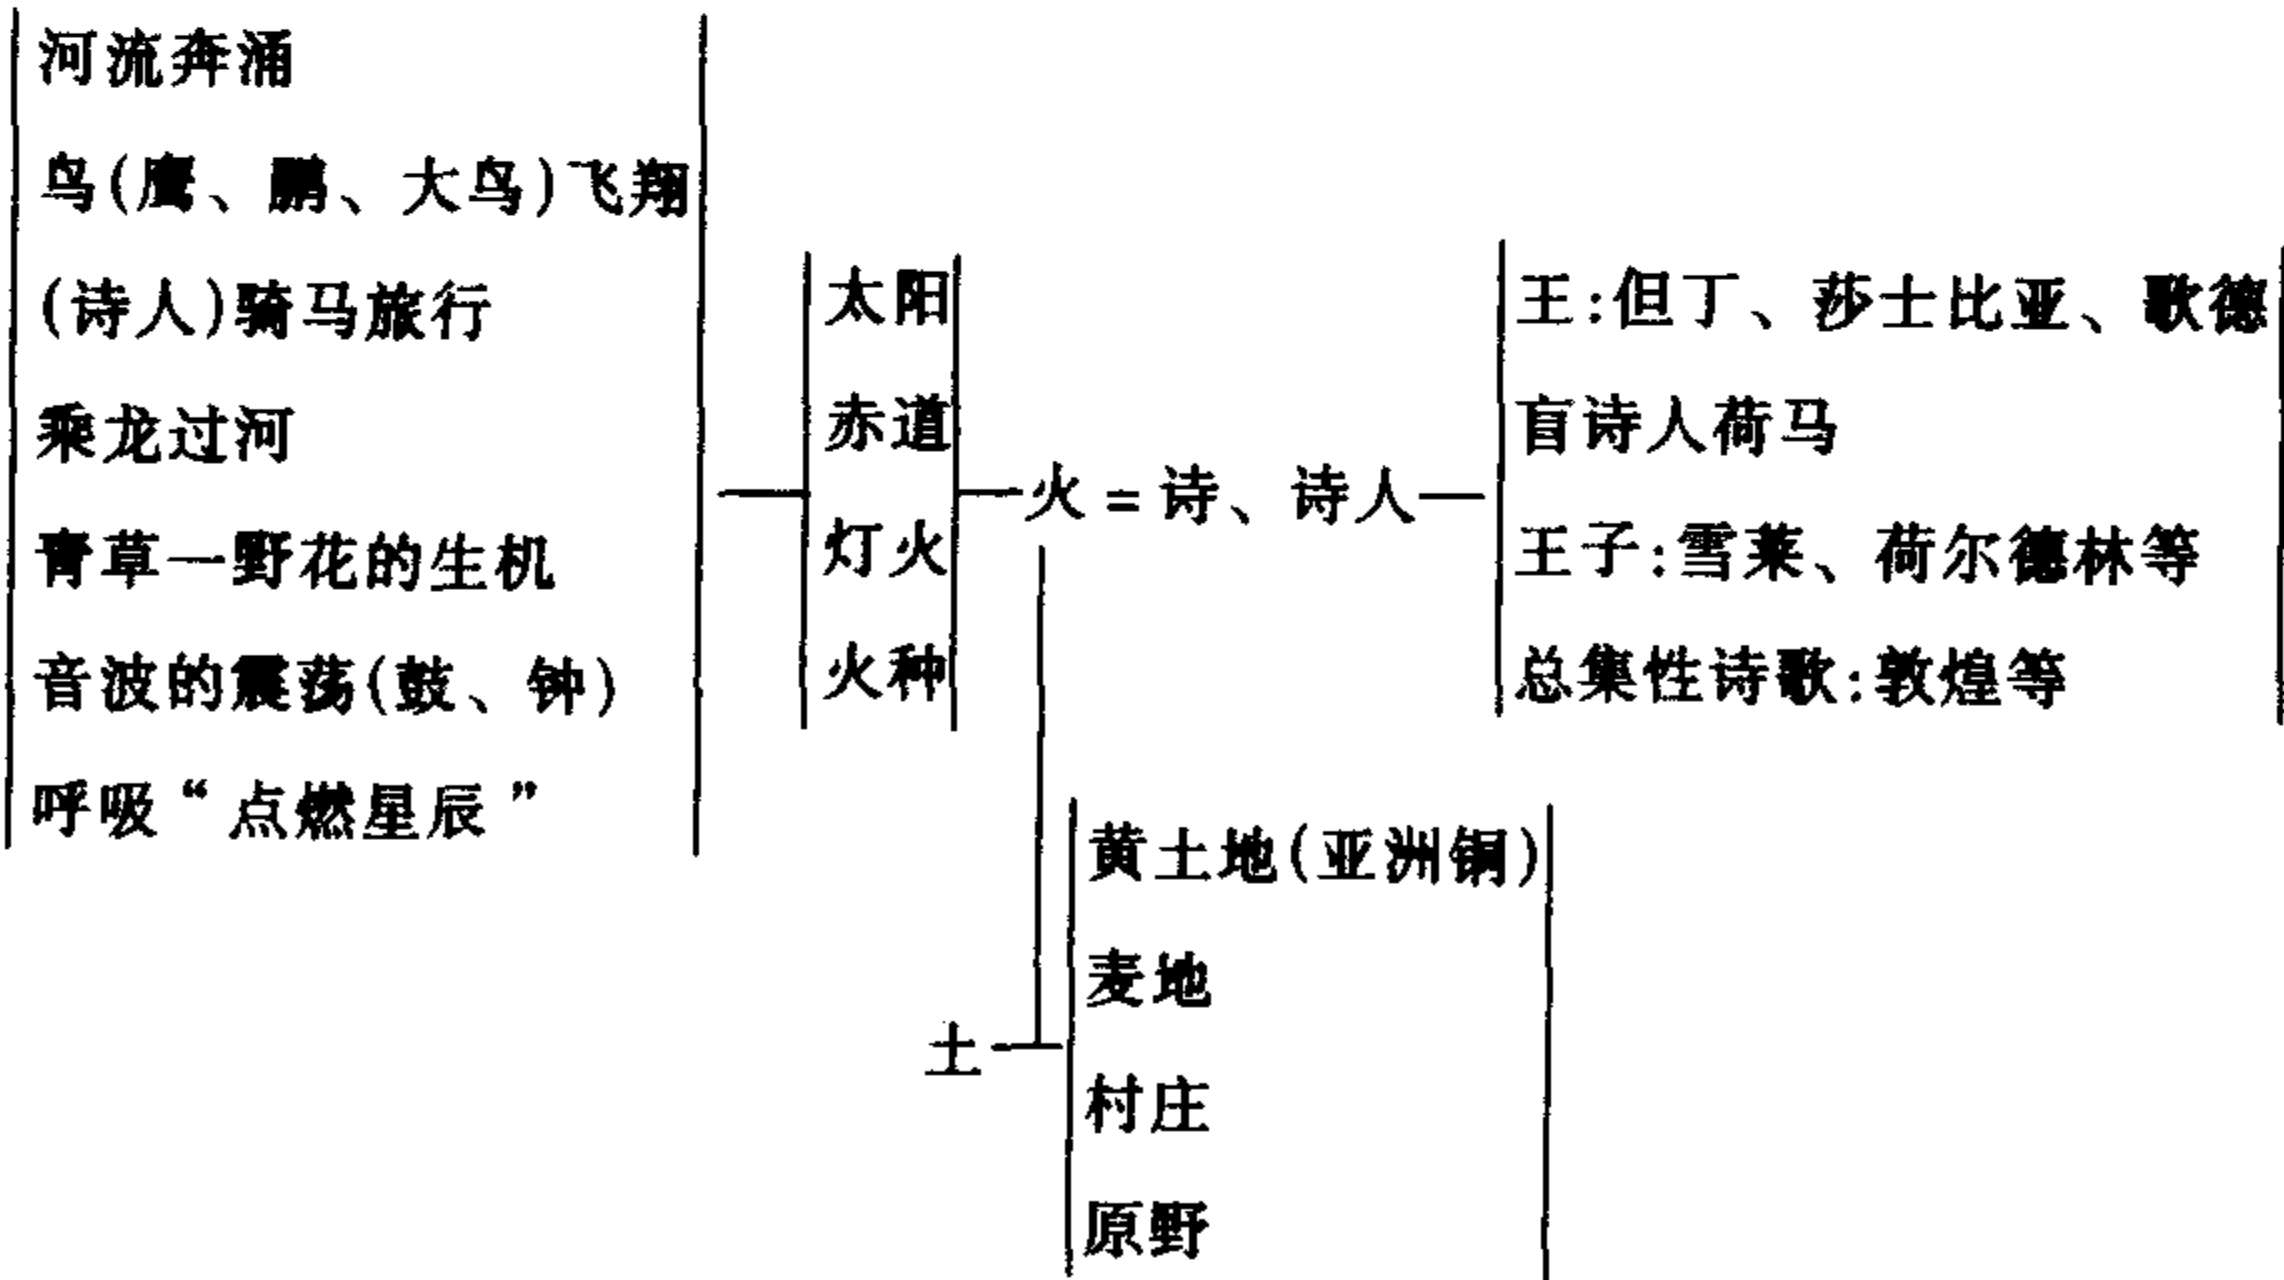 河流奔涌
鸟(鹰、鹏、大鸟)飞翔
(诗人)骑马旅行
乘龙过河
青草—野花的生机
音波的震荡(鼓、钟)
呼吸“点燃星辰”
太阳
赤道
灯火
火种
火=诗、诗人
王:但丁、莎士比亚、歌德
盲诗人荷马
王子:雪莱、荷尔德林等
总集性诗歌:敦煌等
土
黄土地(亚洲铜)
麦地
村庄
原野